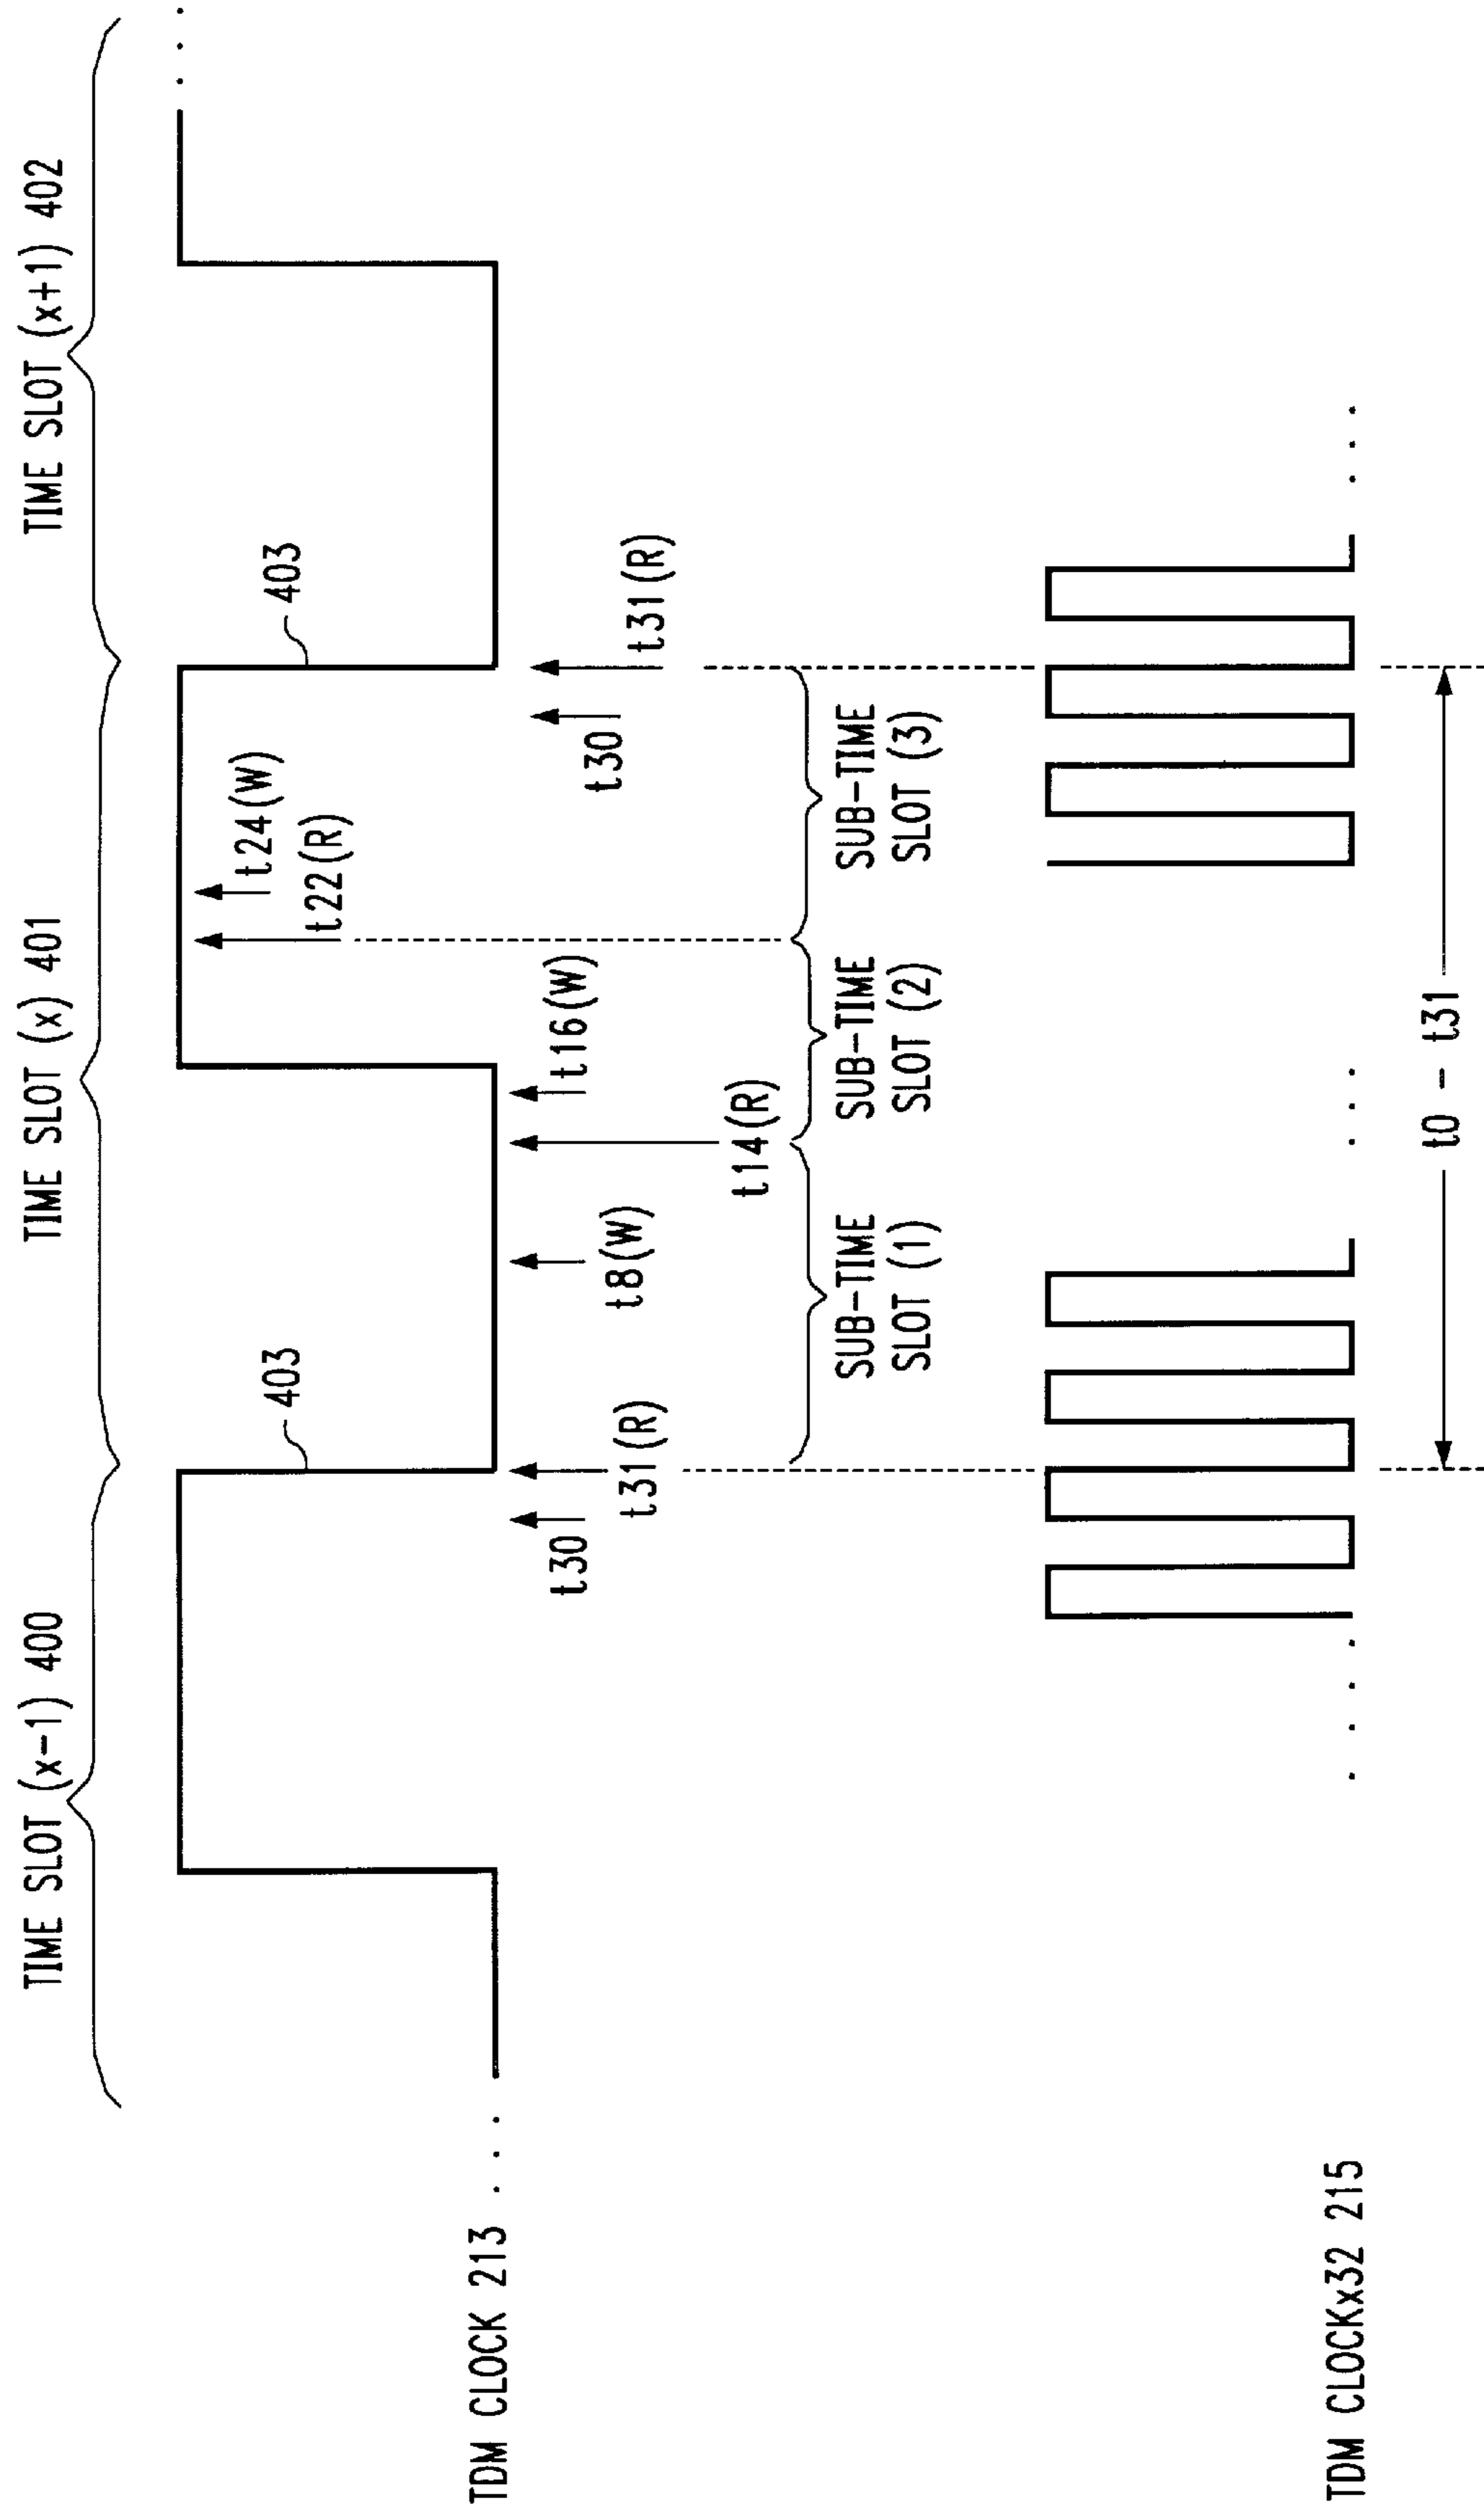 TIME SLOT (x-1) 400
TIME SLOT (x) 401
TIME SLOT (x+1) 402
403
403
t24(W)
t22(R)
TDM CLOCK 213
t30
t31(R)
t8(W)
t16(W)
t14(R)
t30
t31(R)
SUB-TIME
SLOT (1)
SUB-TIME
SLOT (2)
SUB-TIME
SLOT (3)
TDM CLOCKx32 215
t0 - t31